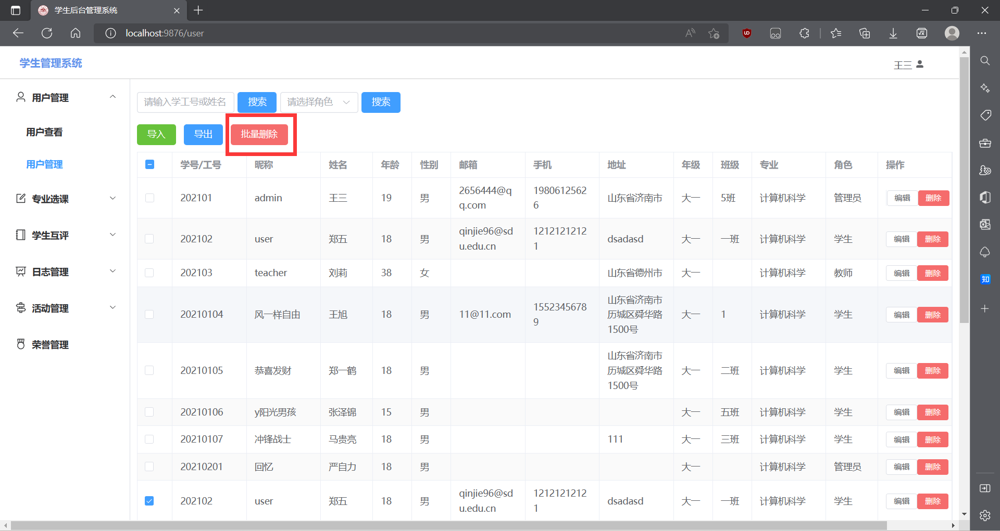 学生后台管理系统
localhost:9876/user
学生管理系统
王三
用户管理
用户查看
用户管理
专业选课
学生互评
日志管理
活动管理
荣誉管理
请输入学工号或姓名 搜索 请选择角色 搜索
导入 导出 批量删除
学号/工号 昵称 姓名 年龄 性别 邮箱 手机 地址 年级 班级 专业 角色 操作
202101 admin 王三 19 男 2656444@q 1980612562 山东省济南市 大一 5班 计算机科学 管理员 编辑 删除
q.com 6
202102 user 郑五 18 男 qinjie96@sd 1212121212 dsadasd 大一 一班 计算机科学 学生 编辑 删除
u.edu.cn 1
202103 teacher 刘莉 38 女 山东省德州市 大一 计算机科学 教师 编辑 删除
山东省济南市
20210104 风一样自由 王旭 18 男 11@11.com 1552345678 历城区舜华路 大一 1 计算机科学 学生 编辑 删除
9 1500号
山东省济南市
20210105 恭喜发财 郑一鹤 18 男 历城区舜华路 大一 二班 计算机科学 学生 编辑 删除
1500号
20210106 y阳光男孩 张泽锦 15 男 大一 五班 计算机科学 学生 编辑 删除
20210107 冲锋战士 马贵亮 18 男 111 大一 三班 计算机科学 学生 编辑 删除
20210201 回忆 严自力 18 男 大一 计算机科学 管理员 编辑 删除
202102 user 郑五 18 男 qinjie96@sd 1212121212 dsadasd 大一 一班 计算机科学 学生 编辑 删除
u.edu.cn 1
知